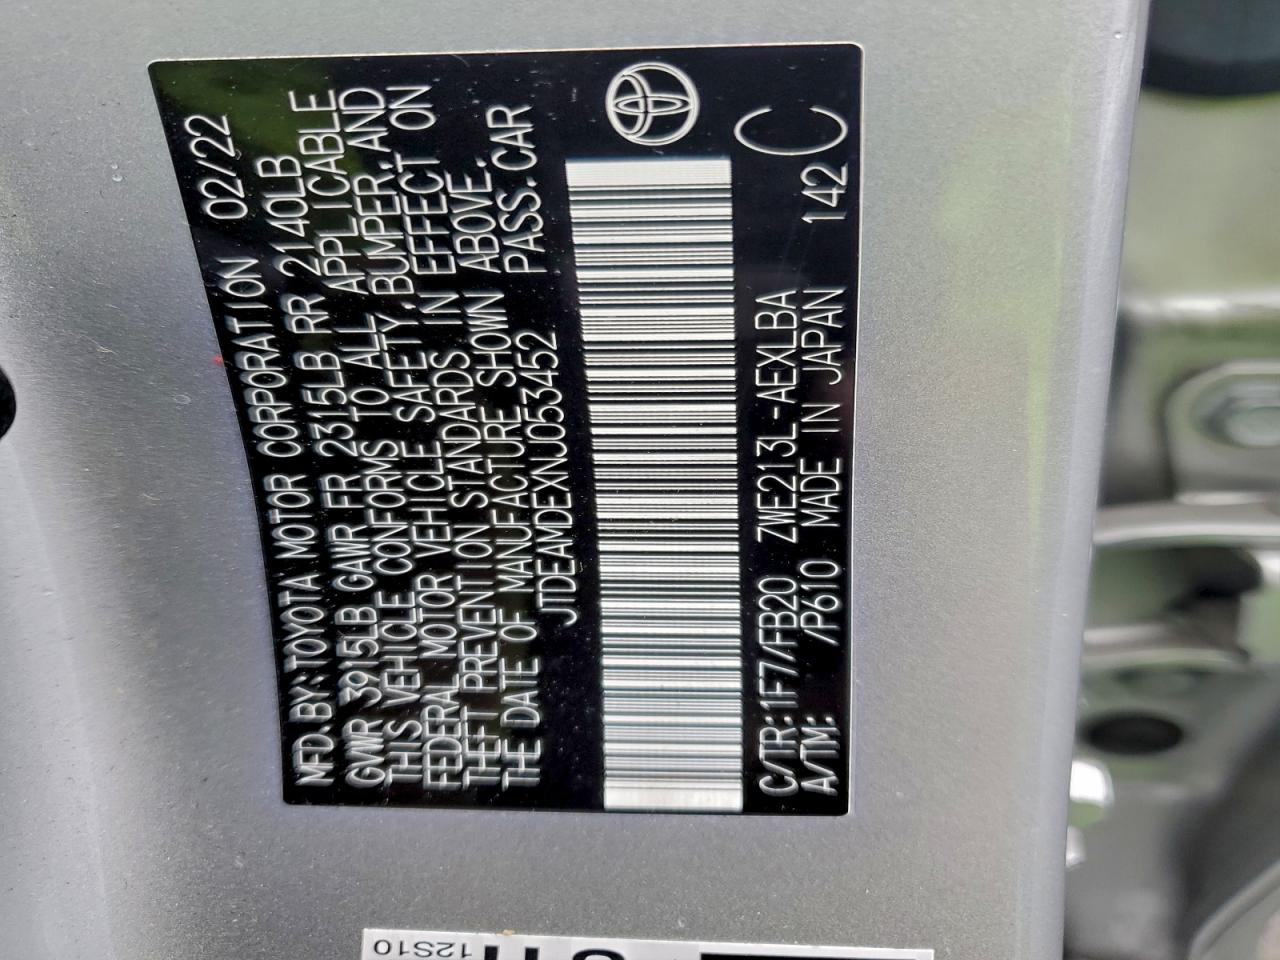 MFD.BY:TOYOTA MOTOR CORPORATION 02/22
GVWR 3915LB GAWR FR 2315LB RR 2140LB
THIS VEHICLE CONFORMS TO ALL APPLICABLE
FEDERAL MOTOR VEHICLE SAFETY,BUMPER,AND
THEFT PREVENTION STANDARDS IN EFFECT ON
THE DATE OF MANUFACTURE SHOWN ABOVE.
JTDEAMDEXNJ053452 PASS.CAR
C/TR:1F7/FB20 ZWE213L-AEXLBA
A/TM: /P610 MADE IN JAPAN 142 C
12S10